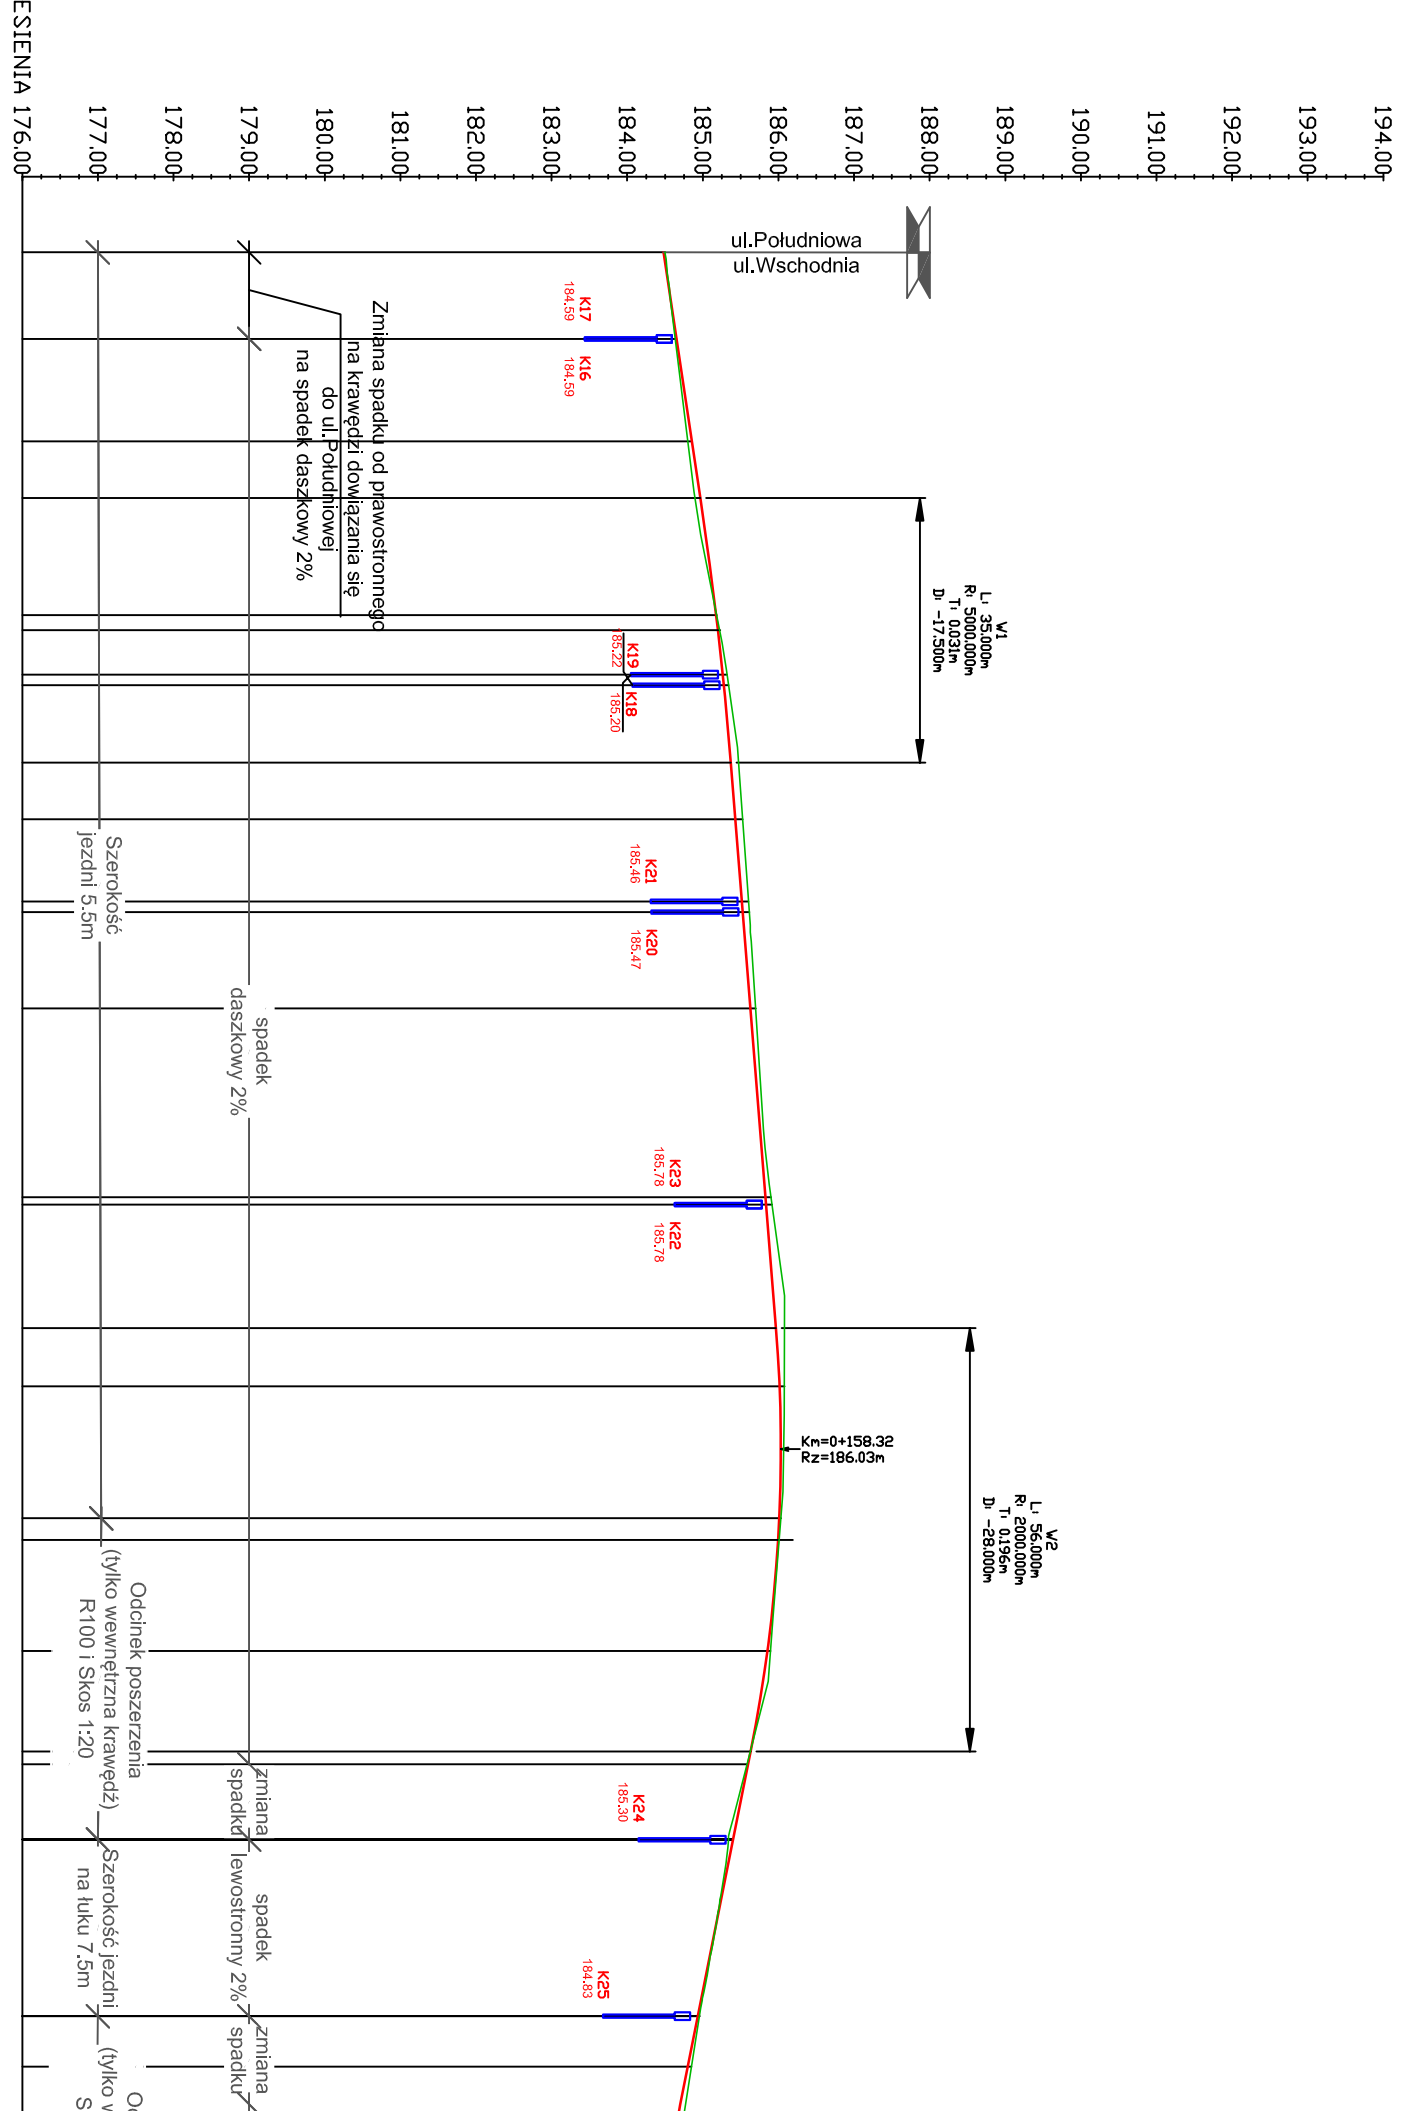 ESIENIA
176.00
177.00
178.00
179.00
180.00
181.00
182.00
183.00
184.00
185.00
186.00
187.00
188.00
189.00
190.00
191.00
192.00
193.00
194.00
ul.Południowa
ul.Wschodnia
K17
184.59
K16
184.59
Zmiana spadku od prawostronnego
na krawędzi dowiązania się
do ul.Południowej
na spadek daszkowy 2%
W1
L: 35.000m
R: 5000.000m
T: 0.031m
D: -17.500m
K19
185.22
K18
185.20
K21
185.46
K20
185.47
Szerokość
jezdni 5.5m
spadek
daszkowy 2%
K23
185.78
K22
185.78
Km=0+158.32
Rz=186.03m
W2
L: 56.000m
R: 2000.000m
T: 0.196m
D: -28.000m
Odcinek poszerzenia
(tylko wewnętrzna krawędź)
R100 i Skos 1:20
zmiana
spadku
K24
185.30
Szerokość jezdni
na łuku 7.5m
spadek
lewostronny 2%
K25
184.83
zmiana
spadku
(tylko
S